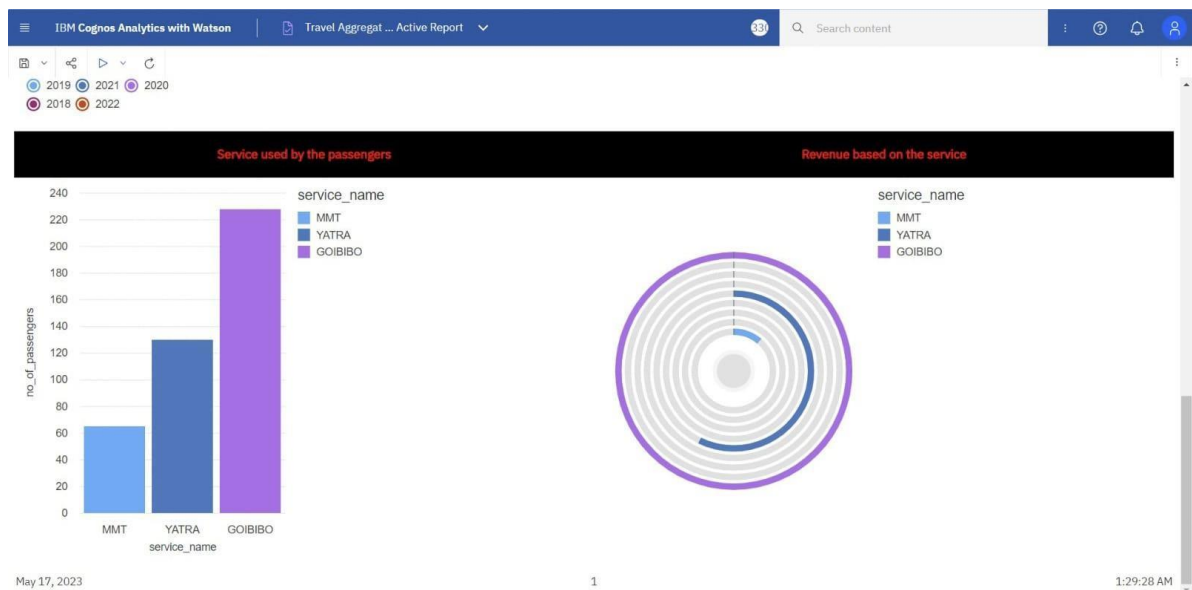 IBM Cognos Analytics with Watson
Travel Aggregat ... Active Report
Search content
2019 2021 2020
2018 2022
Service used by the passengers
Revenue based on the service
240
220
200
180
160
140
120
100
80
60
40
20
0
no_of_passengers
MMT YATRA GOIBIBO
service_name
service_name
MMT
YATRA
GOIBIBO
service_name
MMT
YATRA
GOIBIBO
May 17, 2023
1
1:29:28 AM